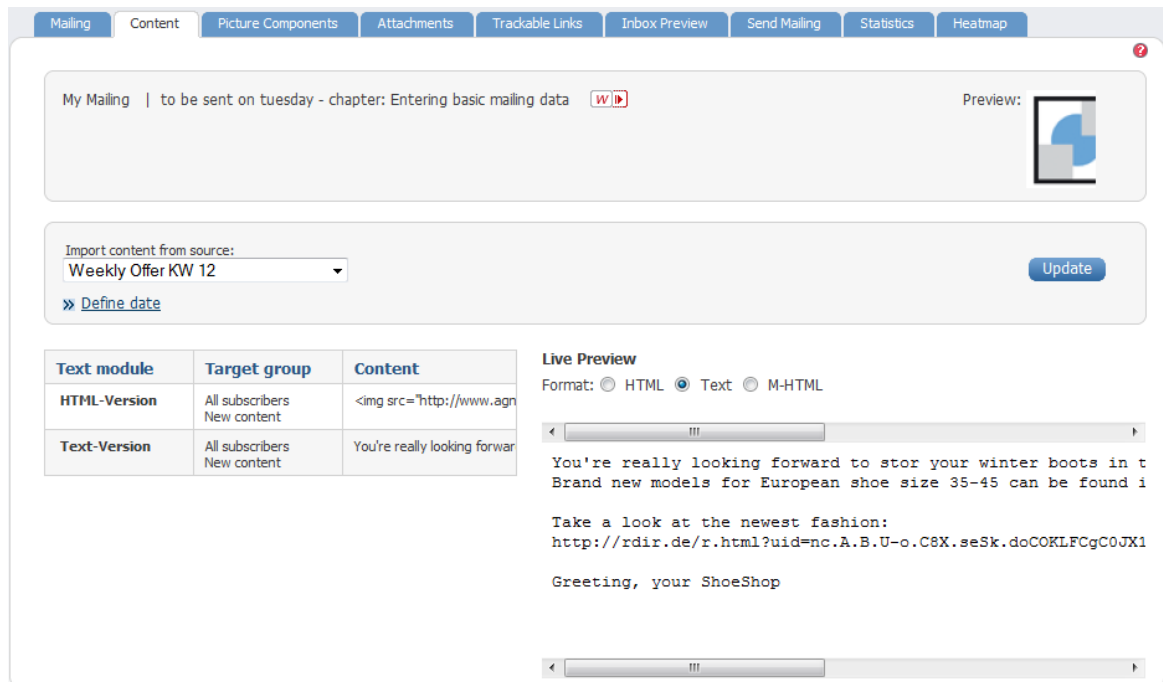 Mailing Content Picture Components Attachments Trackable Links Inbox Preview Send Mailing Statistics Heatmap
?
My Mailing | to be sent on tuesday - chapter: Entering basic mailing data W Preview:
Import content from source:
Weekly Offer KW 12
Update
» Define date
Text module Target group Content
HTML-Version All subscribers <img src="http://www.agn
New content
Text-Version All subscribers You're really looking forwar
New content
Live Preview
Format: HTML Text M-HTML
You're really looking forward to stor your winter boots in t
Brand new models for European shoe size 35-45 can be found i
Take a look at the newest fashion:
http://rdir.de/r.html?uid=nc.A.B.U-o.C8X.seSk.doCOKLFCgC0JX1
Greeting, your ShoeShop